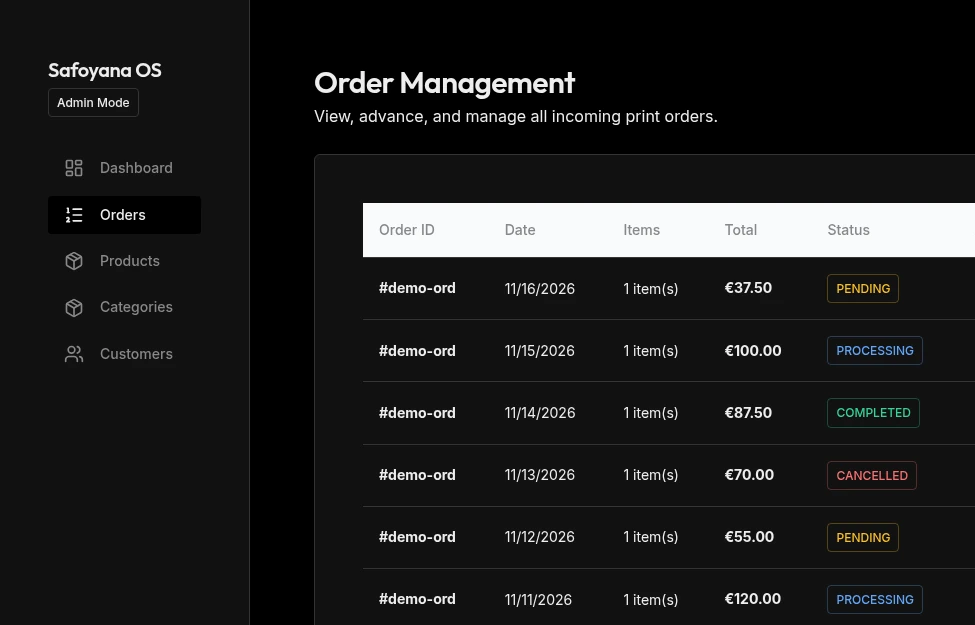 Safoyana OS
Admin Mode
Dashboard
Orders
Products
Categories
Customers
Order Management
View, advance, and manage all incoming print orders.
Order ID Date Items Total Status
#demo-ord 11/16/2026 1 item(s) €37.50 PENDING
#demo-ord 11/15/2026 1 item(s) €100.00 PROCESSING
#demo-ord 11/14/2026 1 item(s) €87.50 COMPLETED
#demo-ord 11/13/2026 1 item(s) €70.00 CANCELLED
#demo-ord 11/12/2026 1 item(s) €55.00 PENDING
#demo-ord 11/11/2026 1 item(s) €120.00 PROCESSING